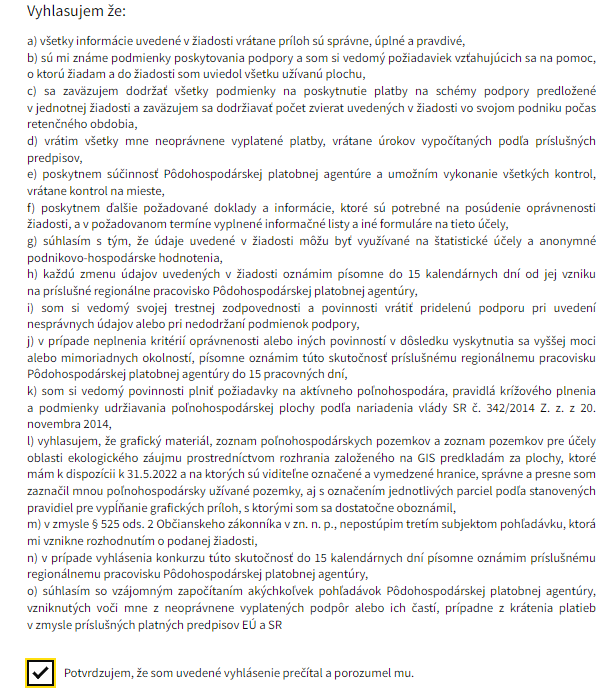 Vyhlasujem že:
a) všetky informácie uvedené v žiadosti vrátane príloh sú správne, úplné a pravdivé,
b) sú mi známe podmienky poskytovania podpory a som si vedomý požiadaviek vzťahujúcich sa na pomoc,
o ktorú žiadam a do žiadosti som uviedol všetku užívanú plochu,
c) sa zaväzujem dodržať všetky podmienky na poskytnutie platby na schémy podpory predložené
v jednotnej žiadosti a zaväzujem sa dodržiavať počet zvierat uvedených v žiadosti vo svojom podniku počas
retenčného obdobia,
d) vrátim všetky mne neoprávnene vyplatené platby, vrátane úrokov vypočítaných podľa príslušných
predpisov,
e) poskytnem súčinnosť Pôdohospodárskej platobnej agentúre a umožním vykonanie všetkých kontrol,
vrátane kontrol na mieste,
f) poskytnem ďalšie požadované doklady a informácie, ktoré sú potrebné na posúdenie oprávnenosti
žiadosti, a v požadovanom termíne vyplnené informačné listy a iné formuláre na tieto účely,
g) súhlasím s tým, že údaje uvedené v žiadosti môžu byť využívané na štatistické účely a anonymné
podnikovo-hospodárske hodnotenia,
h) každú zmenu údajov uvedených v žiadosti oznámim písomne do 15 kalendárnych dní od jej vzniku
na príslušné regionálne pracovisko Pôdohospodárskej platobnej agentúry,
i) som si vedomý svojej trestnej zodpovednosti a povinnosti vrátiť pridelenú podporu pri uvedení
nesprávnych údajov alebo pri nedodržaní podmienok podpory,
j) v prípade neplnenia kritérií oprávnenosti alebo iných povinností v dôsledku vyskytnutia sa vyššej moci
alebo mimoriadnych okolností, písomne oznámim túto skutočnosť príslušnému regionálnemu pracovisku
Pôdohospodárskej platobnej agentúry do 15 pracovných dní,
k) som si vedomý povinnosti plniť požiadavky na aktívneho poľnohospodára, pravidlá krížového plnenia
a podmienky udržiavania poľnohospodárskej plochy podľa nariadenia vlády SR č. 342/2014 Z. z. z 20.
novembra 2014,
l) vyhlasujem, že grafický materiál, zoznam poľnohospodárskych pozemkov a zoznam pozemkov pre účely
oblasti ekologického záujmu prostredníctvom rozhrania založeného na GIS predkladám za plochy, ktoré
mám k dispozícii k 31.5.2022 a na ktorých sú viditeľne označené a vymedzené hranice, správne a presne som
zaznačil mnou poľnohospodársky užívané pozemky, aj s označením jednotlivých parciel podľa stanovených
pravidiel pre vypĺňanie grafických príloh, s ktorými som sa dostatočne oboznámil,
m) v zmysle § 525 ods. 2 Občianskeho zákonníka v zn. n. p., nepostúpim tretím subjektom pohľadávku, ktorá
mi vznikne rozhodnutím o podanej žiadosti,
n) v prípade vyhlásenia konkurzu túto skutočnosť do 15 kalendárnych dní písomne oznámim príslušnému
regionálnemu pracovisku Pôdohospodárskej platobnej agentúry,
o) súhlasím so vzájomným započítaním akýchkoľvek pohľadávok Pôdohospodárskej platobnej agentúry,
vzniknutých voči mne z neoprávnene vyplatených podpôr alebo ich častí, prípadne z krátenia platieb
v zmysle príslušných platných predpisov EÚ a SR
Potvrdzujem, že som uvedené vyhlásenie prečítal a porozumel mu.